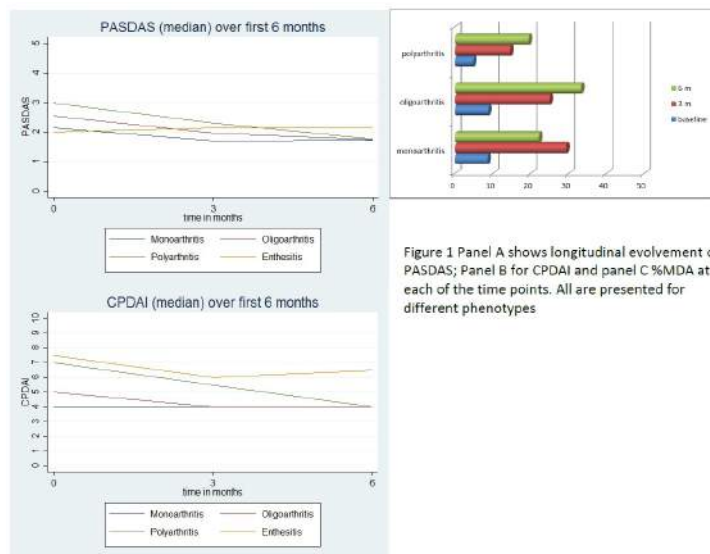 PASDAS (median) over first 6 months
PASDAS
5
4
3
2
1
0
0 3 6
time in months
Monoarthritis Oligoarthritis
Polyarthritis Enthesitis
CPDAI (median) over first 6 months
CPDAI
10
9
8
7
6
5
4
3
2
1
0
0 3 6
time in months
Monoarthritis Oligoarthritis
Polyarthritis Enthesitis
polyarthritis
oligoarthritis
monoarthritis
0 10 20 30 40 50
6 m
3 m
baseline
Figure 1 Panel A shows longitudinal evolvement
PASDAS; Panel B for CPDAI and panel C %MDA at
each of the time points. All are presented for
different phenotypes